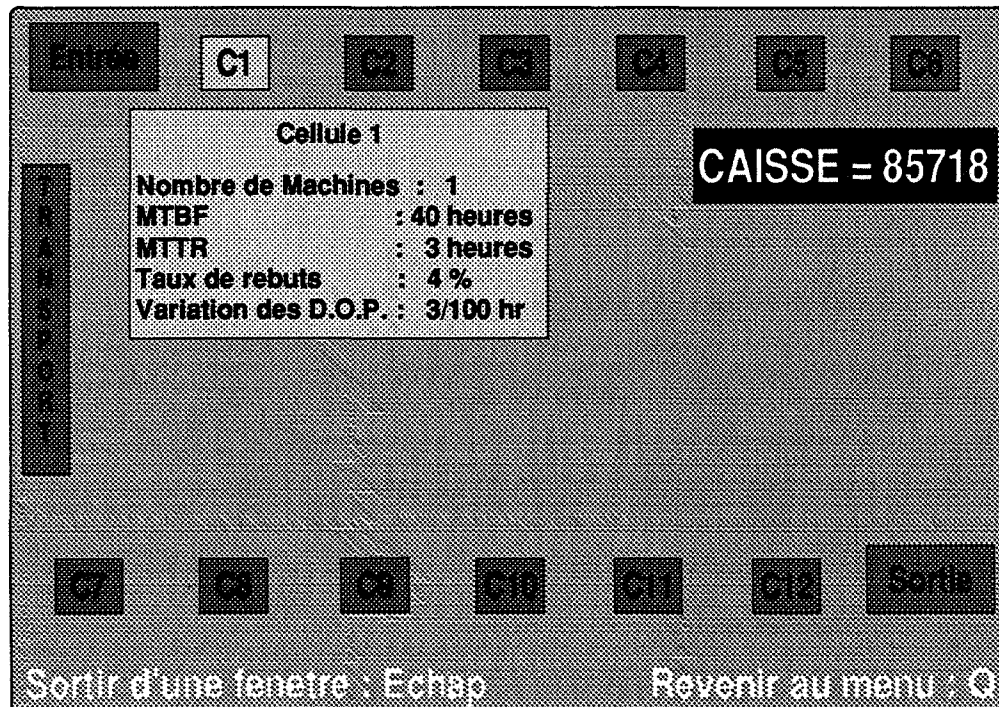 Entrée C1 C2 C3 C4 C5 C6
Cellule 1
CAISSE = 85718
Nombre de Machines : 1
MTBF : 40 heures
MTTR : 3 heures
Taux de rebuts : 4 %
Variation des D.O.P. : 3/100 hr
TRANSPORT
C7 C8 C9 C10 C11 C12 Sortie
Sortir d'une fenetre : Echap Revenir au menu : Q